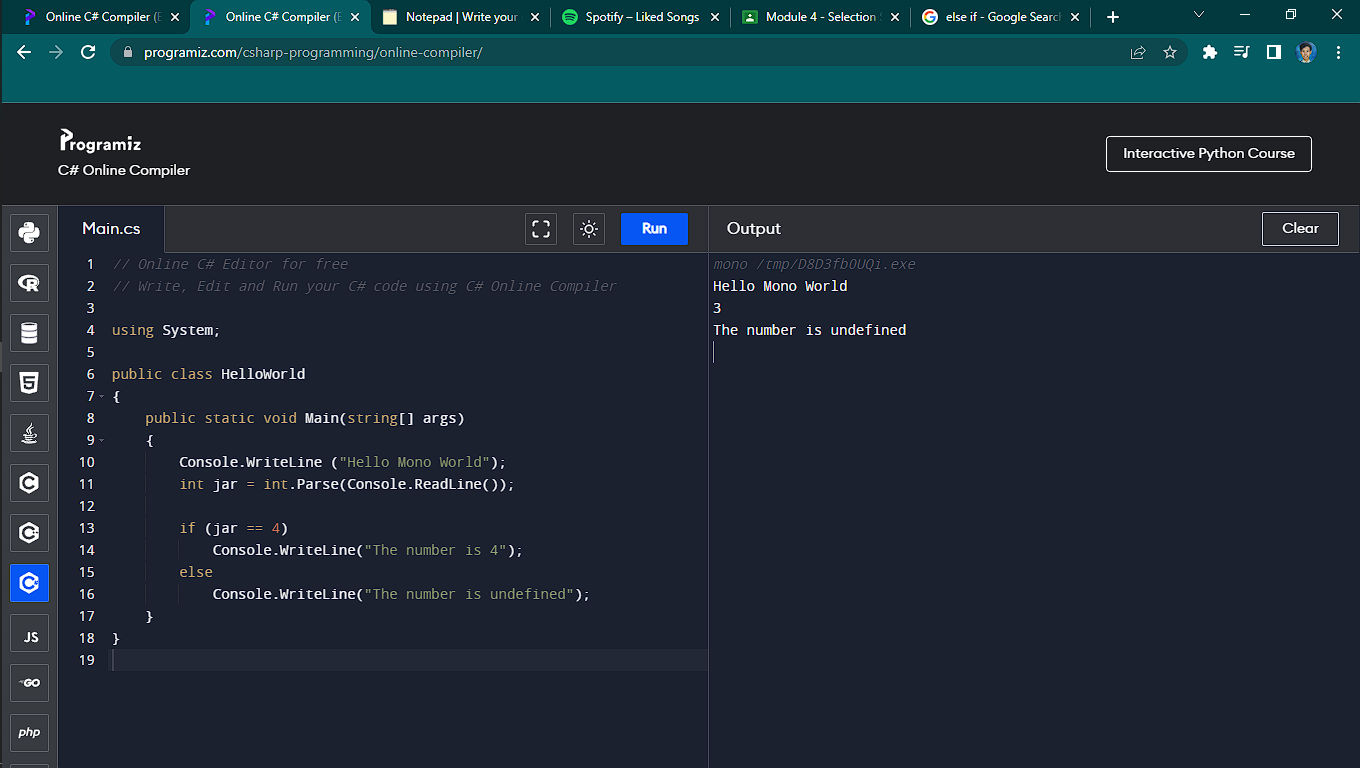 Online C# Compiler (E
Online C# Compiler (E
Notepad | Write your
Spotify – Liked Songs
Module 4 - Selection
else if - Google Search
programiz.com/csharp-programming/online-compiler/
Programiz
C# Online Compiler
Interactive Python Course
Main.cs
Run
Output
Clear
1 // Online C# Editor for free
2 // Write, Edit and Run your C# code using C# Online Compiler
3
4 using System;
5
6 public class HelloWorld
7 {
8 public static void Main(string[] args)
9 {
10 Console.WriteLine ("Hello Mono World");
11 int jar = int.Parse(Console.ReadLine());
12
13 if (jar == 4)
14 Console.WriteLine("The number is 4");
15 else
16 Console.WriteLine("The number is undefined");
17 }
18 }
19
mono /tmp/D8D3fb0UQi.exe
Hello Mono World
3
The number is undefined
R
5
C
C
C
JS
GO
php